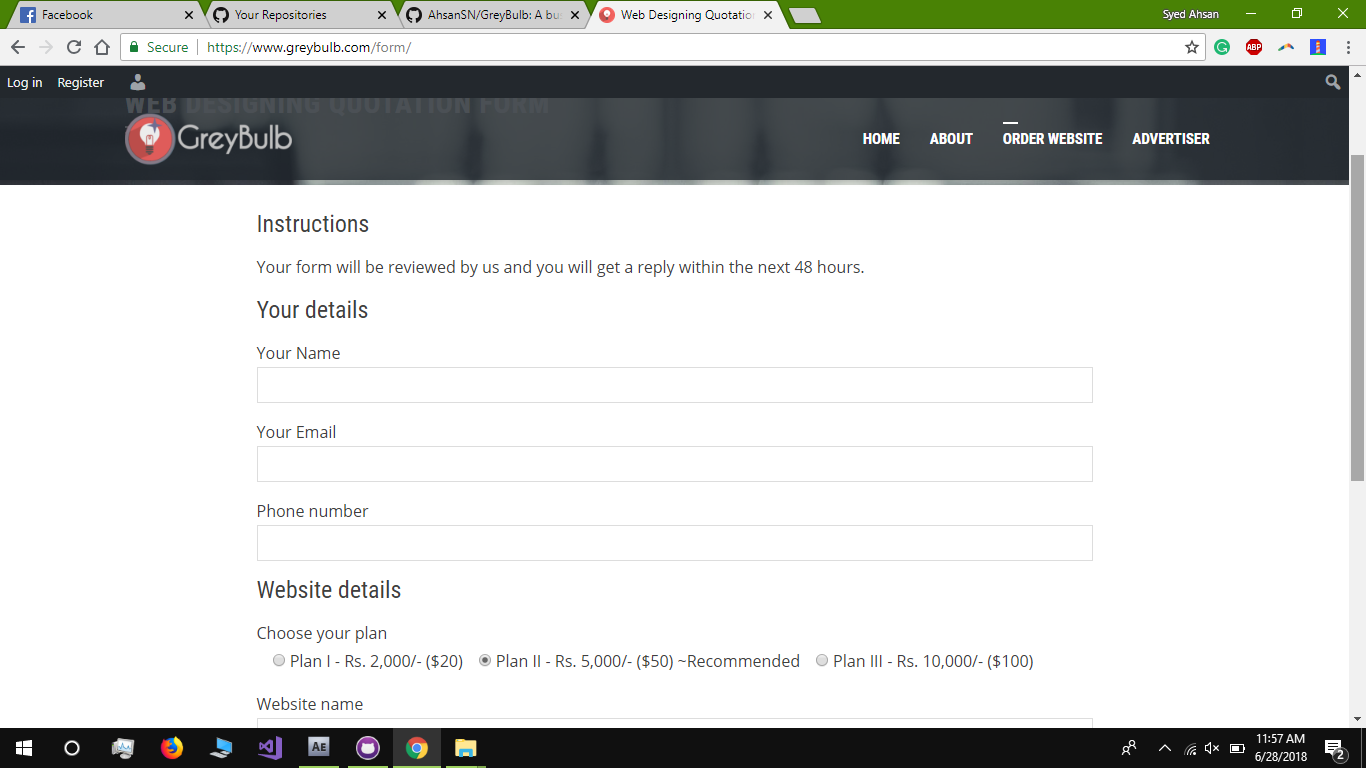 Facebook
Your Repositories
AhsanSN/GreyBulb: A bus
Web Designing Quotation
Syed Ahsan
Secure
https://www.greybulb.com/form/
ABP
Log in Register
WEB DESIGNING QUOTATION FORM
GreyBulb
HOME ABOUT ORDER WEBSITE ADVERTISER
Instructions
Your form will be reviewed by us and you will get a reply within the next 48 hours.
Your details
Your Name
Your Email
Phone number
Website details
Choose your plan
Plan I - Rs. 2,000/- ($20) Plan II - Rs. 5,000/- ($50) ~Recommended Plan III - Rs. 10,000/- ($100)
Website name
AE
11:57 AM
6/28/2018
2